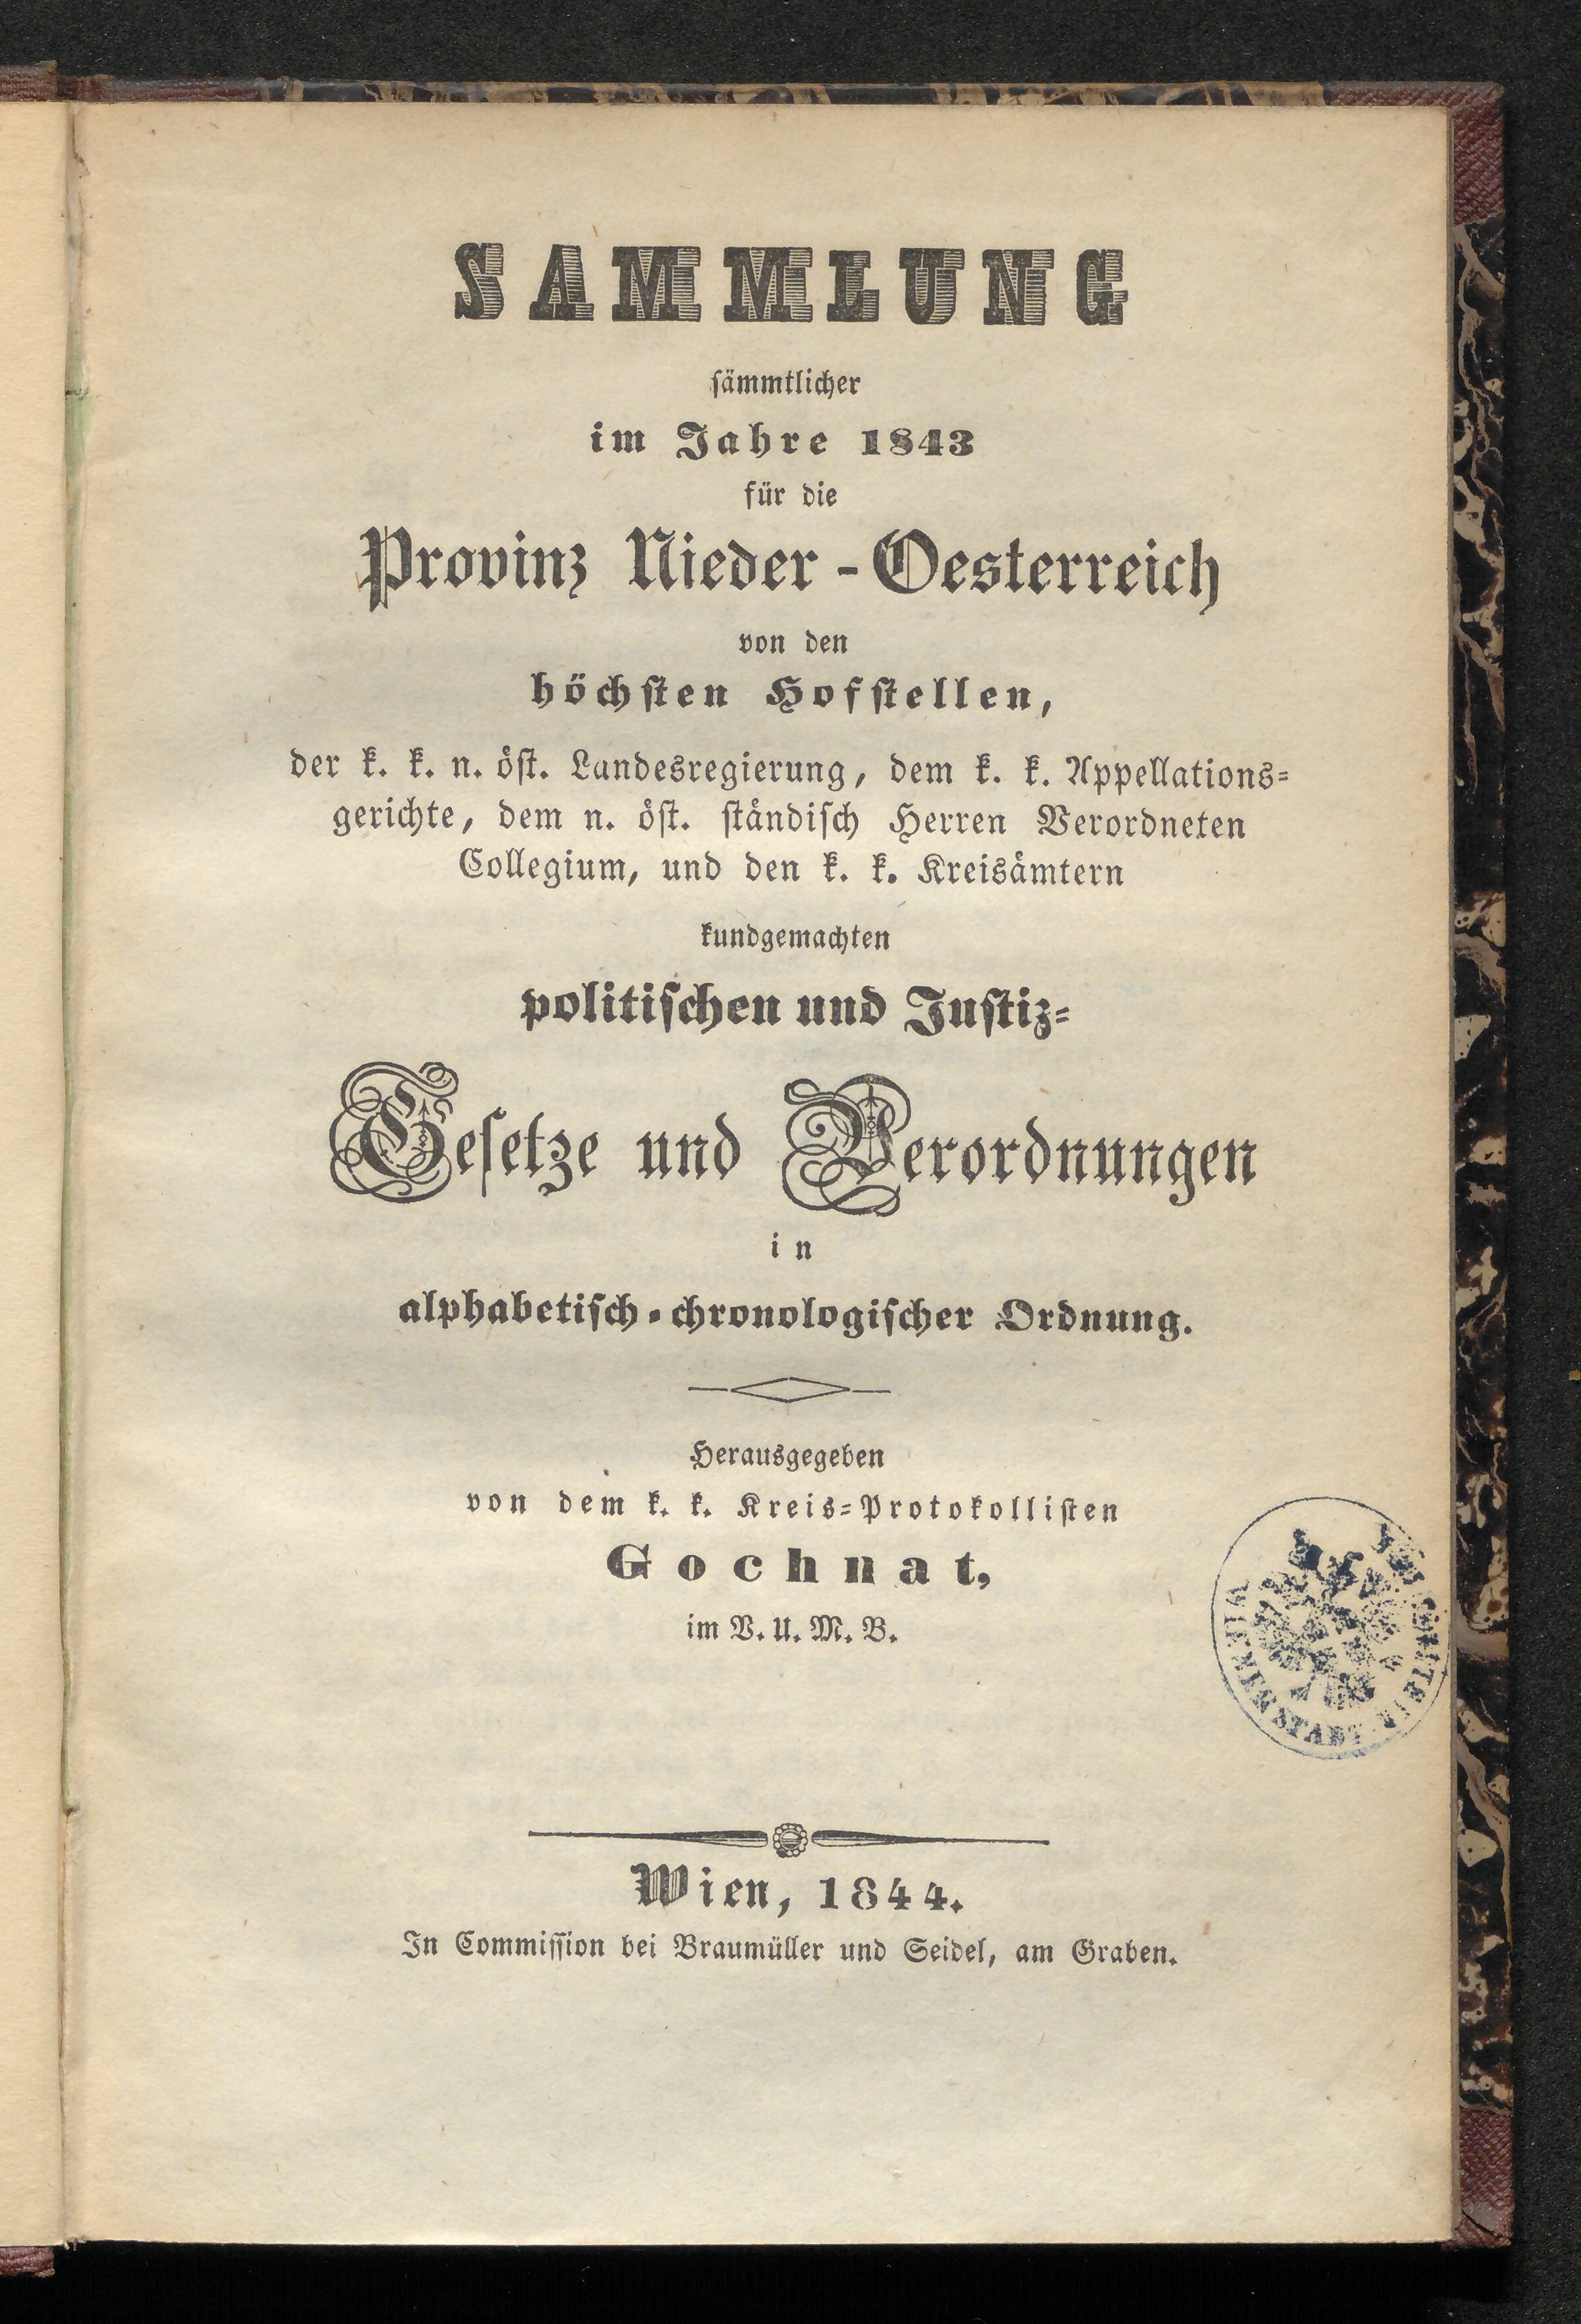 SAMMLUNG
sämmtlicher
im Jahre 1843
für die
Provinz Nieder-Oesterreich
von den
höchsten Hofstellen,
der k. k. n. öst. Landesregierung, dem k. k. Appellations-
gerichte, dem n. öst. ständisch Herren Verordneten
Collegium, und den k. k. Kreisämtern
kundgemachten
politischen und Justiz-
Gesetze und Verordnungen
in
alphabetisch-chronologischer Ordnung.
Herausgegeben
von dem k. k. Kreis-Protokollisten
Gochnat,
im V. U. M. B.
Wien, 1844.
In Commission bei Braumüller und Seidel, am Graben.